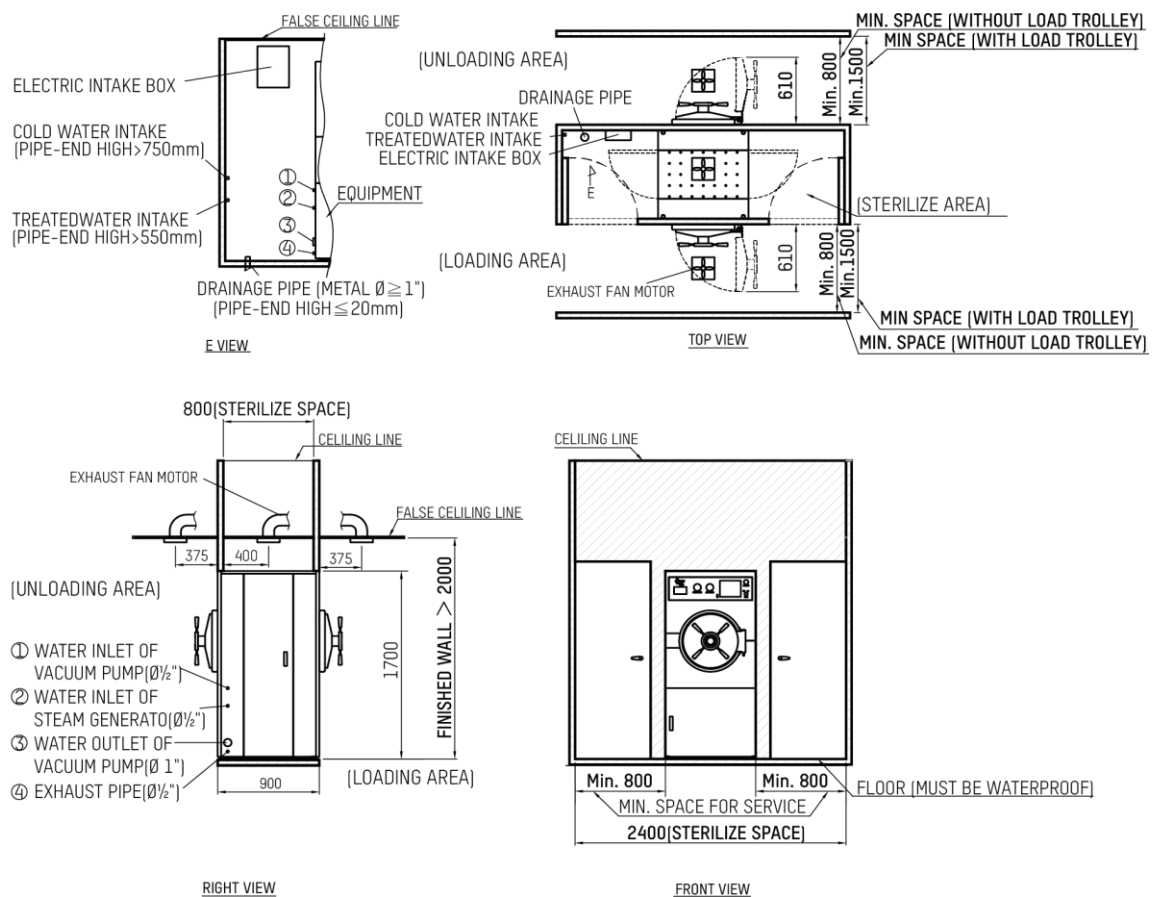 FALSE CEILING LINE
ELECTRIC INTAKE BOX
COLD WATER INTAKE
(PIPE-END HIGH>750mm)
①
②
EQUIPMENT
TREATEDWATER INTAKE
(PIPE-END HIGH>550mm)
③
④
DRAINAGE PIPE (METAL Ø≧1")
(PIPE-END HIGH≦20mm)
E VIEW
MIN. SPACE (WITHOUT LOAD TROLLEY)
MIN SPACE (WITH LOAD TROLLEY)
(UNLOADING AREA)
610
Min. 800
Min.1500
DRAINAGE PIPE
COLD WATER INTAKE
TREATEDWATER INTAKE
ELECTRIC INTAKE BOX
E
(STERILIZE AREA)
(LOADING AREA)
610
Min. 800
Min.1500
EXHAUST FAN MOTOR
MIN SPACE (WITH LOAD TROLLEY)
MIN. SPACE (WITHOUT LOAD TROLLEY)
TOP VIEW
800(STERILIZE SPACE)
CELILING LINE
EXHAUST FAN MOTOR
FALSE CELILING LINE
375
400
375
(UNLOADING AREA)
1700
FINISHED WALL > 2000
① WATER INLET OF
VACUUM PUMP(Ø½")
② WATER INLET OF
STEAM GENERATO(Ø½")
③ WATER OUTLET OF
VACUUM PUMP(Ø 1")
④ EXHAUST PIPE(Ø½")
900
(LOADING AREA)
RIGHT VIEW
CELILING LINE
Min. 800
Min. 800
FLOOR (MUST BE WATERPROOF)
MIN. SPACE FOR SERVICE
2400(STERILIZE SPACE)
FRONT VIEW